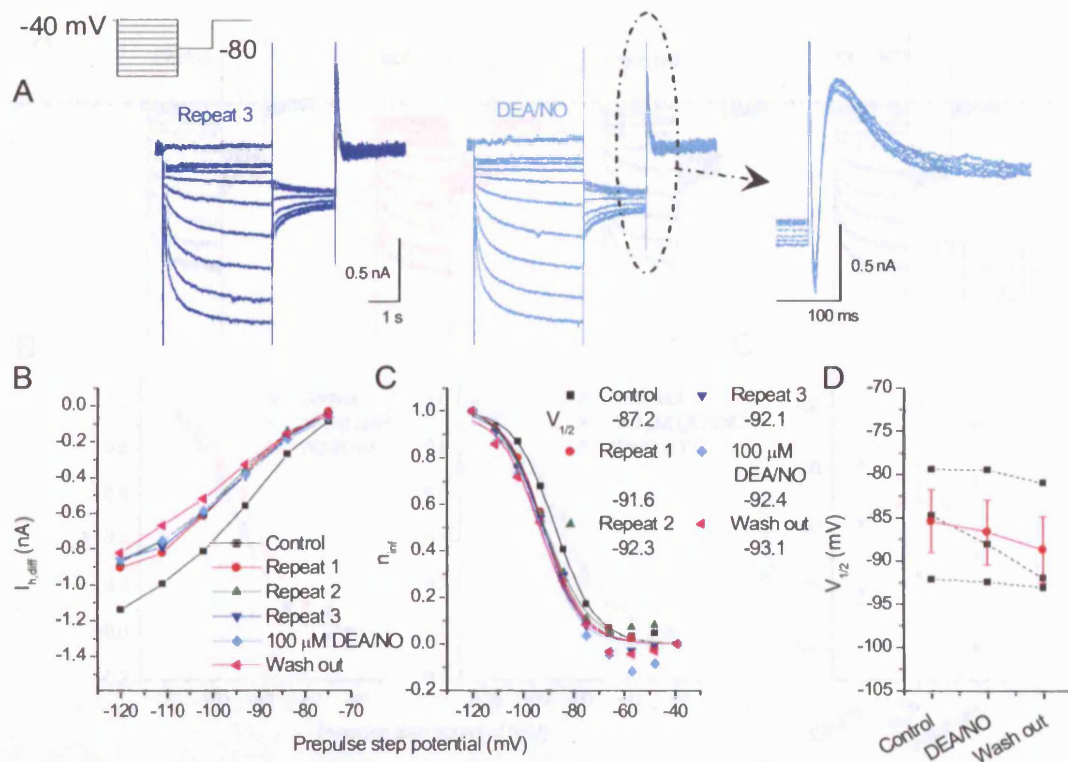 -40 mV
-80
A
Repeat 3
DEA/NO
0.5 nA
1 s
0.5 nA
100 ms
B
I h,diff (nA)
0.0
-0.2
-0.4
-0.6
-0.8
-1.0
-1.2
-1.4
Control
Repeat 1
Repeat 2
Repeat 3
100 μM DEA/NO
Wash out
-120 -110 -100 -90 -80 -70
C
n inf
1.0
0.8
0.6
0.4
0.2
0.0
-0.2
Control
V 1/2 -87.2
Repeat 1
-91.6
Repeat 2
-92.3
Repeat 3
-92.1
100 μM
DEA/NO
-92.4
Wash out
-93.1
-120 -100 -80 -60 -40
Prepulse step potential (mV)
D
V 1/2 (mV)
-70
-75
-80
-85
-90
-95
-100
-105
Control
DEA/NO
Wash out